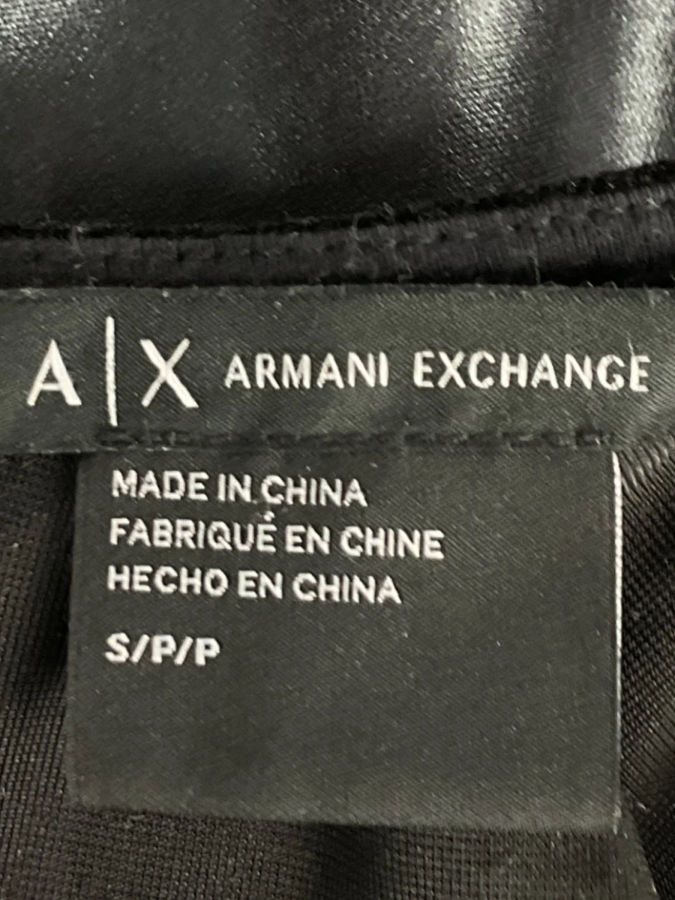 A|X ARMANI EXCHANGE
MADE IN CHINA
FABRIQUÉ EN CHINE
HECHO EN CHINA
S/P/P